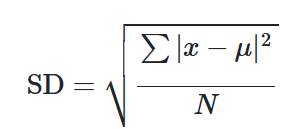 SD = √(∑|x − μ|² / N)